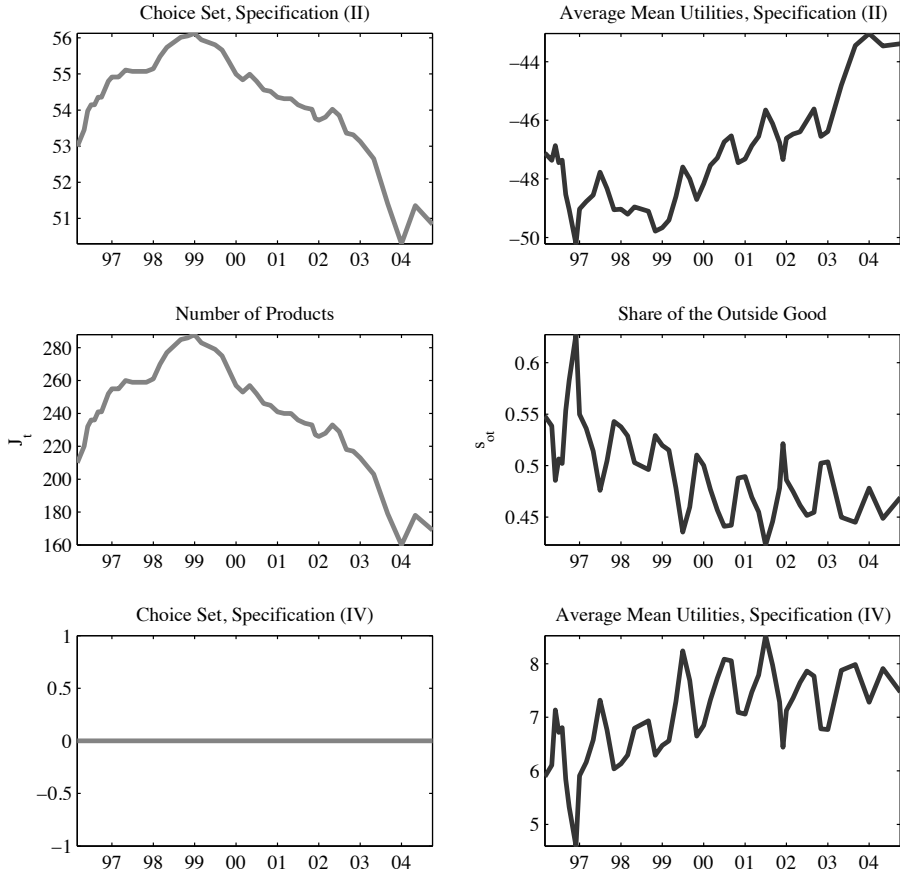 Choice Set, Specification (II)
56
55
54
53
52
51
97 98 99 00 01 02 03 04
Average Mean Utilities, Specification (II)
−44
−46
−48
−50
97 98 99 00 01 02 03 04
Number of Products
J_t
280
260
240
220
200
180
160
97 98 99 00 01 02 03 04
Share of the Outside Good
s_ot
0.6
0.55
0.5
0.45
97 98 99 00 01 02 03 04
Choice Set, Specification (IV)
1
0.5
0
−0.5
−1
97 98 99 00 01 02 03 04
Average Mean Utilities, Specification (IV)
8
7
6
5
97 98 99 00 01 02 03 04